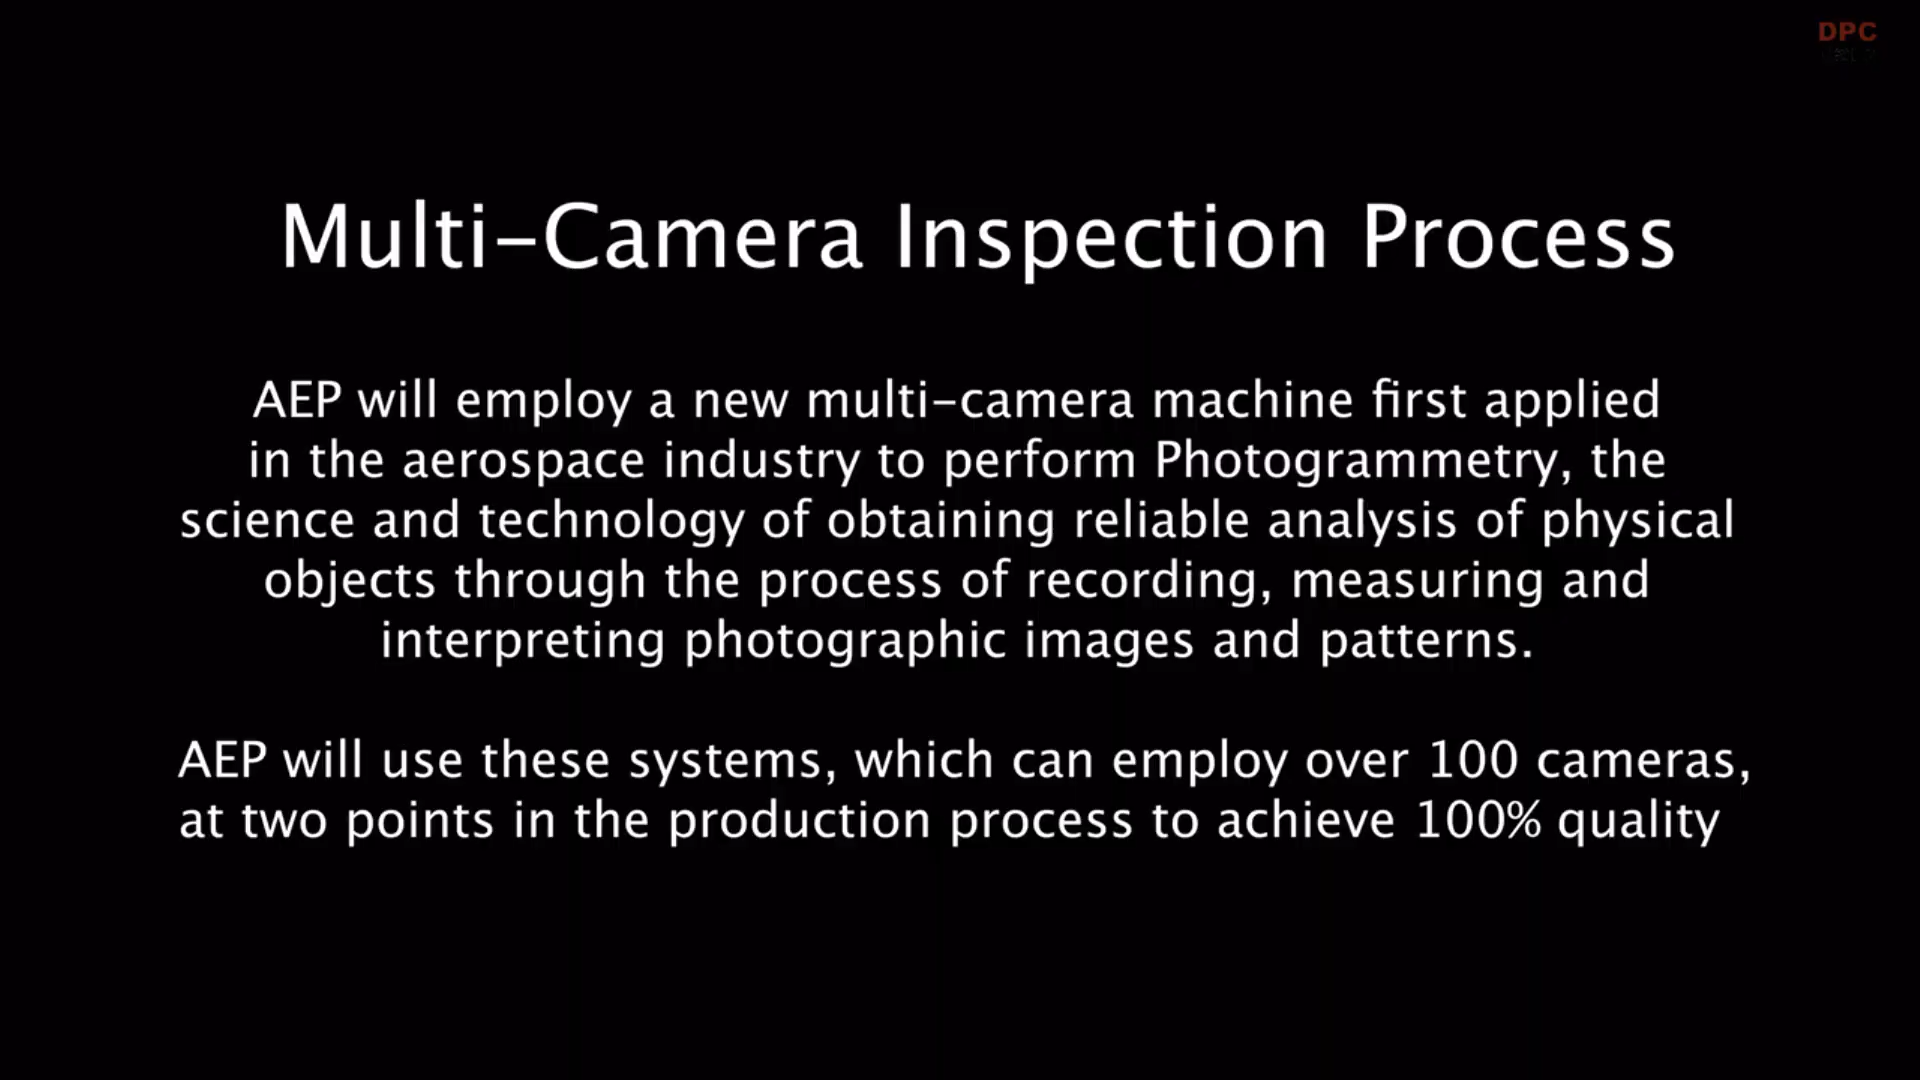 DPC
Multi-Camera Inspection Process
AEP will employ a new multi-camera machine first applied
in the aerospace industry to perform Photogrammetry, the
science and technology of obtaining reliable analysis of physical
objects through the process of recording, measuring and
interpreting photographic images and patterns.
AEP will use these systems, which can employ over 100 cameras,
at two points in the production process to achieve 100% quality